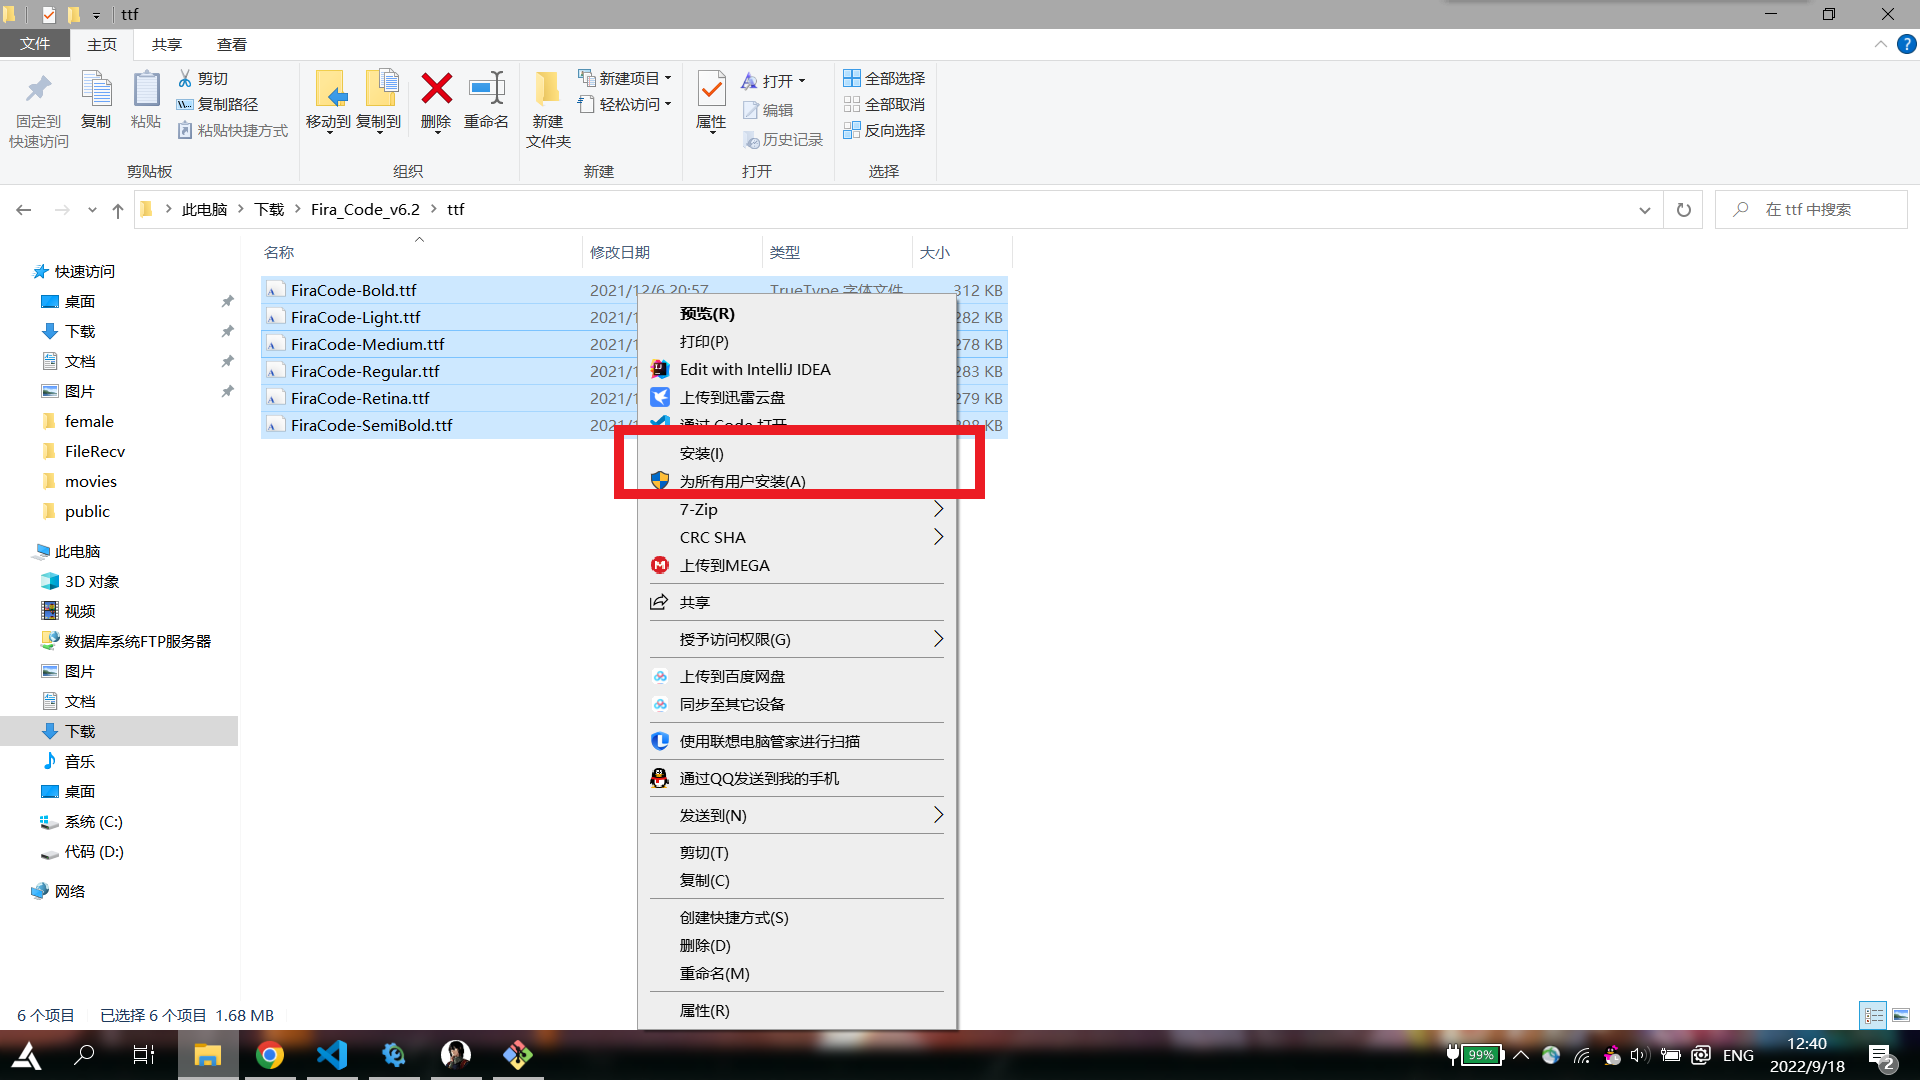 ttf
文件 主页 共享 查看
固定到
快速访问
复制
粘贴
剪切
复制路径
粘贴快捷方式
剪贴板
移动到 复制到 删除 重命名
组织
新建
文件夹
新建项目
轻松访问
新建
属性
打开
编辑
历史记录
打开
全部选择
全部取消
反向选择
选择
此电脑 下载 Fira_Code_v6.2 ttf
在 ttf 中搜索
快速访问
桌面
下载
文档
图片
female
FileRecv
movies
public
此电脑
3D 对象
视频
数据库系统FTP服务器
图片
文档
下载
音乐
桌面
系统 (C:)
代码 (D:)
网络
名称 修改日期 类型 大小
FiraCode-Bold.ttf 2021/12/6 20:57 TrueType 字体文件 312 KB
FiraCode-Light.ttf 2021/1 282 KB
FiraCode-Medium.ttf 2021/1 278 KB
FiraCode-Regular.ttf 2021/1 283 KB
FiraCode-Retina.ttf 2021/1 279 KB
FiraCode-SemiBold.ttf 2021/1 298 KB
预览(R)
打印(P)
Edit with IntelliJ IDEA
上传到迅雷云盘
通过 Code 打开
安装(I)
为所有用户安装(A)
7-Zip
CRC SHA
上传到MEGA
共享
授予访问权限(G)
上传到百度网盘
同步至其它设备
使用联想电脑管家进行扫描
通过QQ发送到我的手机
发送到(N)
剪切(T)
复制(C)
创建快捷方式(S)
删除(D)
重命名(M)
属性(R)
6 个项目 已选择 6 个项目 1.68 MB
99% ENG 12:40
2022/9/18
2